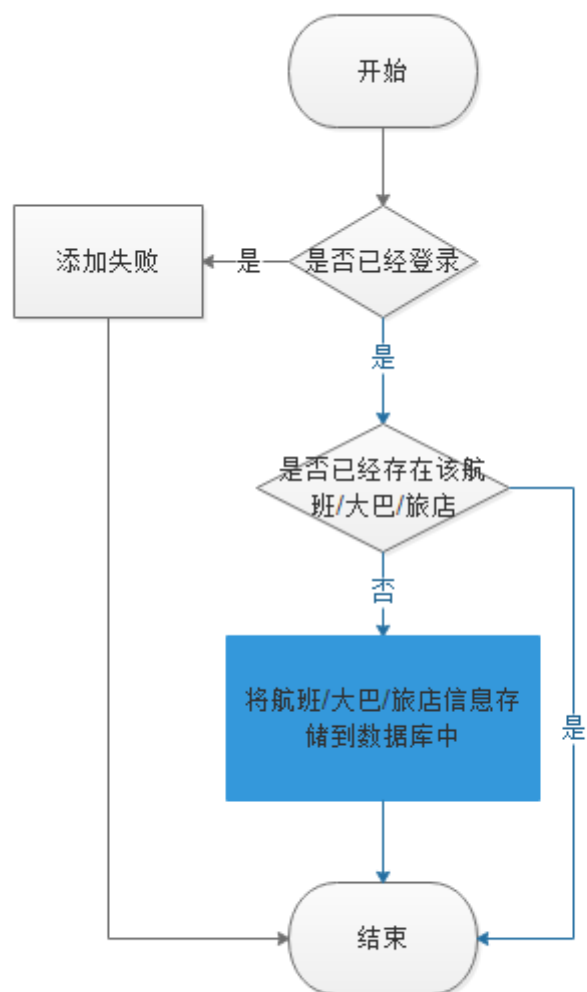 开始
添加失败
是
是否已经登录
是
是否已经存在该航
班/大巴/旅店
否
将航班/大巴/旅店信息存
储到数据库中
是
结束